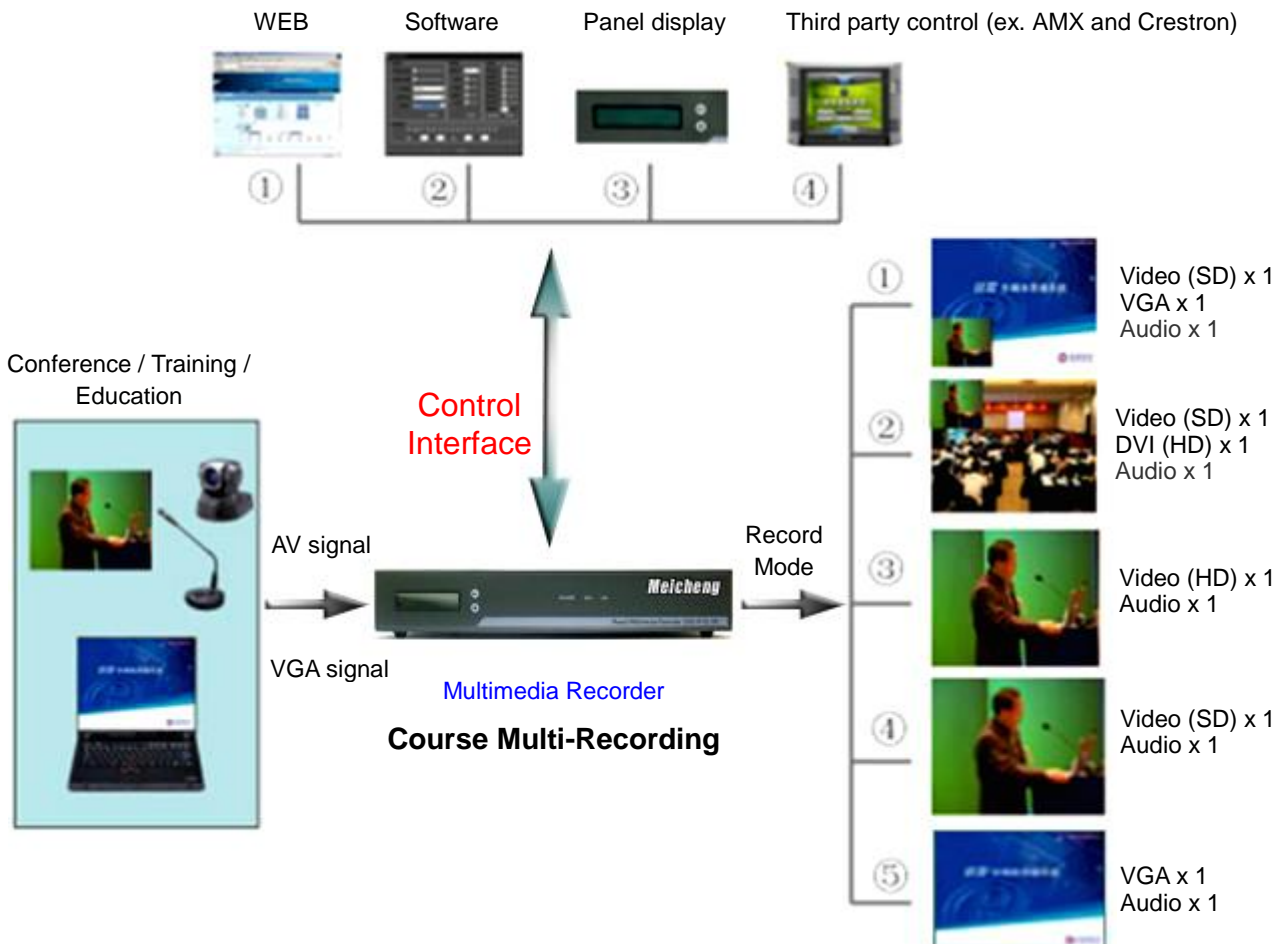 WEB
Software
Panel display
Third party control (ex. AMX and Crestron)
①
②
③
④
Conference / Training /
Education
Control
Interface
AV signal
VGA signal
Meicheng
Multimedia Recorder
Course Multi-Recording
Record
Mode
①
Video (SD) x 1
VGA x 1
Audio x 1
②
Video (SD) x 1
DVI (HD) x 1
Audio x 1
③
Video (HD) x 1
Audio x 1
④
Video (SD) x 1
Audio x 1
⑤
VGA x 1
Audio x 1